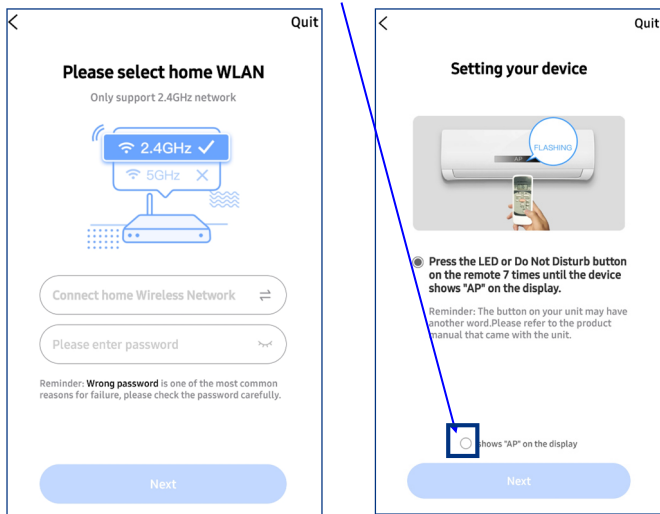 Quit
Please select home WLAN
Only support 2.4GHz network
2.4GHz
5GHz
Connect home Wireless Network
Please enter password
Reminder: Wrong password is one of the most common
reasons for failure, please check the password carefully.
Next
Quit
Setting your device
FLASHING
AP
Press the LED or Do Not Disturb button
on the remote 7 times until the device
shows "AP" on the display.
Reminder: The button on your unit may have
another word.Please refer to the product
manual that came with the unit.
shows "AP" on the display
Next